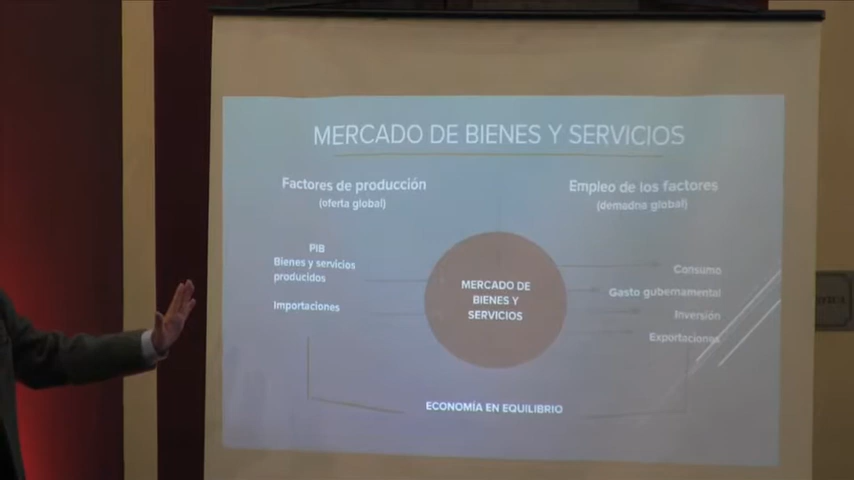 MERCADO DE BIENES Y SERVICIOS
Factores de producción
(oferta global)
Empleo de los factores
(demadna global)
PIB
Bienes y servicios
producidos
Importaciones
MERCADO DE
BIENES Y
SERVICIOS
Consumo
Gasto gubernamental
Inversión
Exportaciones
ECONOMÍA EN EQUILIBRIO